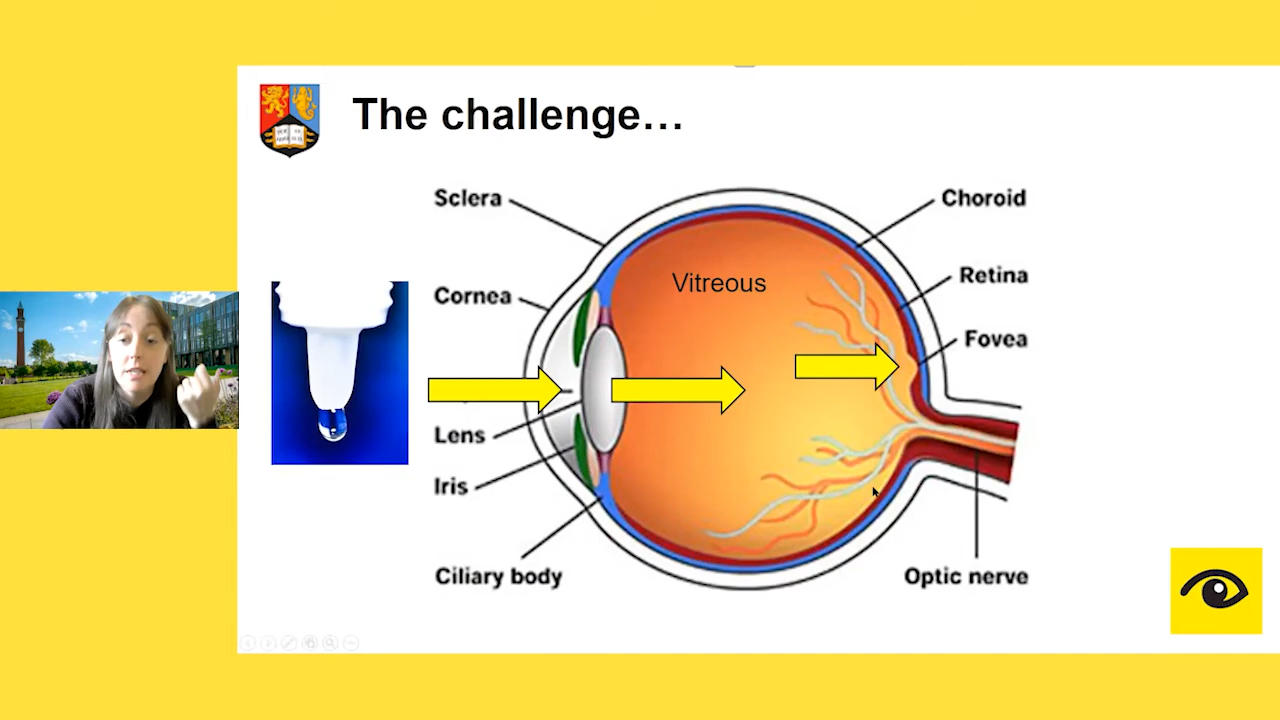 The challenge…
Sclera
Choroid
Vitreous
Retina
Cornea
Fovea
Lens
Iris
Ciliary body
Optic nerve